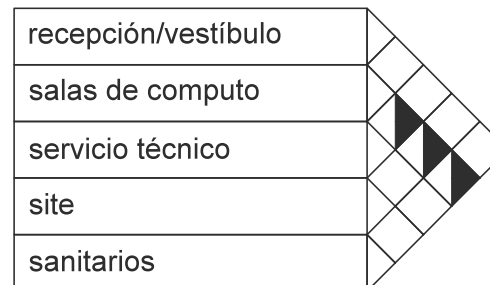 recepción/vestíbulo
salas de computo
servicio técnico
site
sanitarios